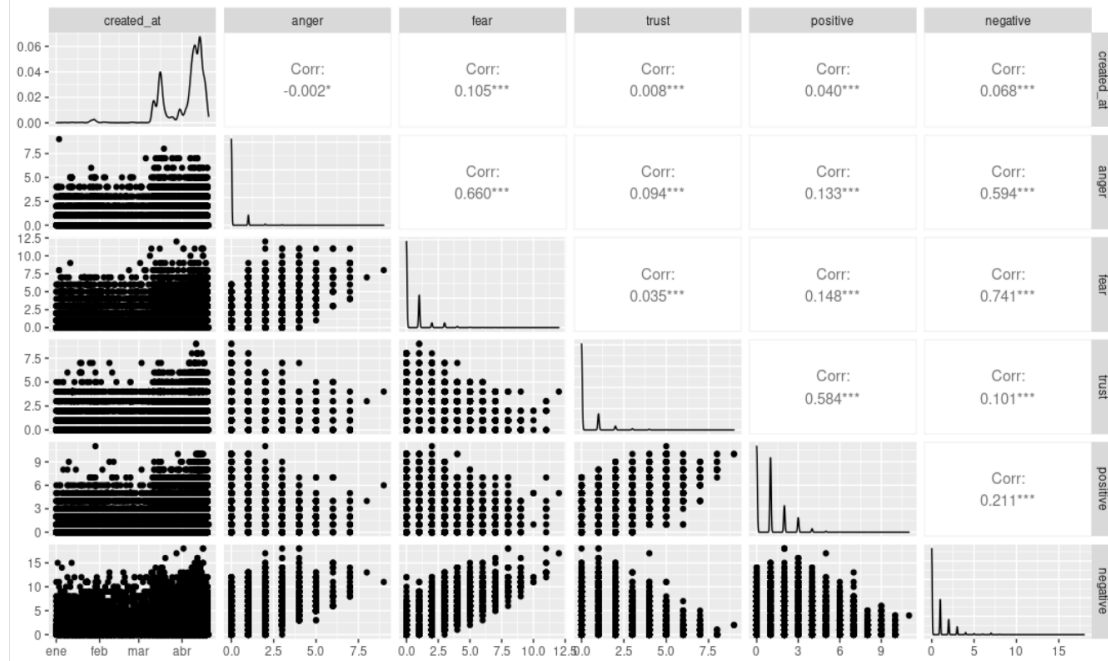 created_at anger fear trust positive negative
0.06
0.04
0.02
0.00
Corr:
-0.002*
Corr:
0.105***
Corr:
0.008***
Corr:
0.040***
Corr:
0.068***
created_at
7.5
5.0
2.5
0.0
Corr:
0.660***
Corr:
0.094***
Corr:
0.133***
Corr:
0.594***
anger
12.5
10.0
7.5
5.0
2.5
0.0
Corr:
0.035***
Corr:
0.148***
Corr:
0.741***
fear
7.5
5.0
2.5
0.0
Corr:
0.584***
Corr:
0.101***
trust
9
6
3
0
Corr:
0.211***
positive
15
10
5
0
negative
ene feb mar abr 0.0 2.5 5.0 7.5 0.0 2.5 5.0 7.5 10.0 12.5 2.5 5.0 7.5 0 3 6 9 0 5 10 15